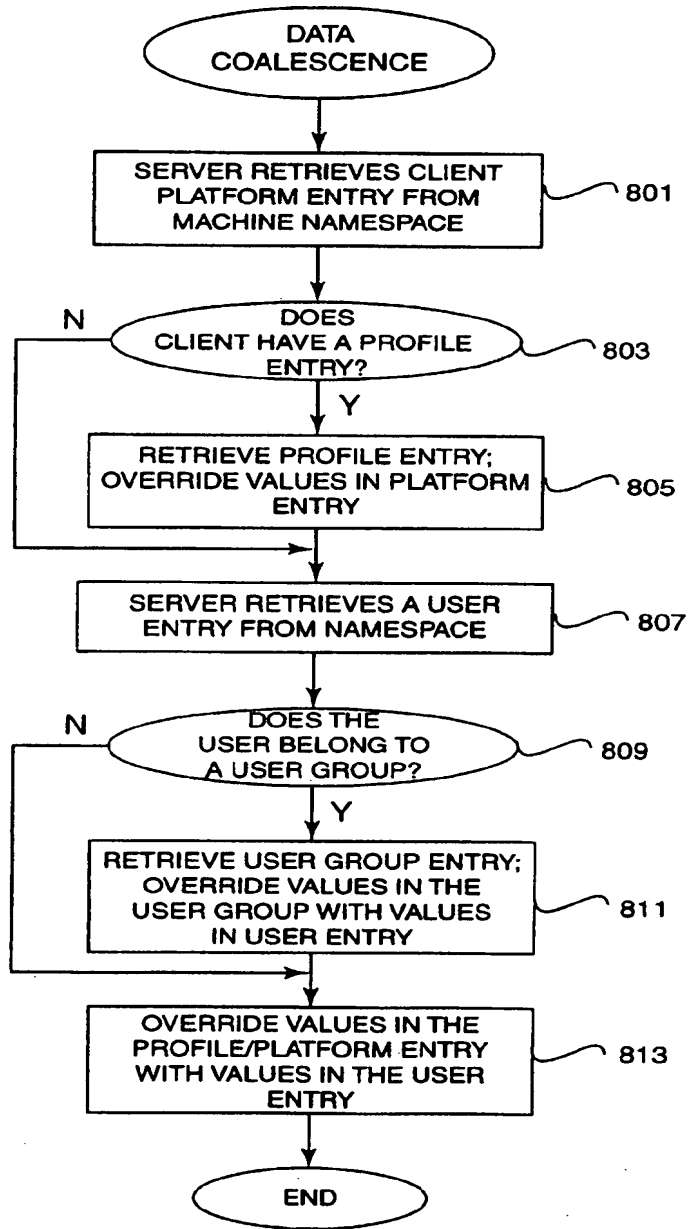 DATA
COALESCENCE
SERVER RETRIEVES CLIENT
PLATFORM ENTRY FROM
MACHINE NAMESPACE
801
N
DOES
CLIENT HAVE A PROFILE
ENTRY?
803
Y
RETRIEVE PROFILE ENTRY;
OVERRIDE VALUES IN PLATFORM
ENTRY
805
SERVER RETRIEVES A USER
ENTRY FROM NAMESPACE
807
N
DOES THE
USER BELONG TO
A USER GROUP?
809
Y
RETRIEVE USER GROUP ENTRY;
OVERRIDE VALUES IN THE
USER GROUP WITH VALUES
IN USER ENTRY
811
OVERRIDE VALUES IN THE
PROFILE/PLATFORM ENTRY
WITH VALUES IN THE USER
ENTRY
813
END